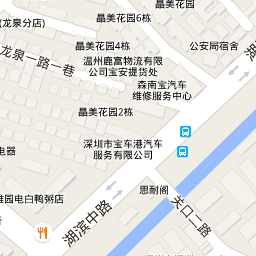 晶美花园6栋
龙泉分店)
晶美花园4栋
公安局宿舍
温州鹿富物流有限
公司宝安提货处
龙泉一路一巷
森南宝汽车
维修服务中心
晶美花园2栋
深圳市宝车港汽车
服务有限公司
电器
思耐阁
园电白鸭粥店
湖滨中路
关口二路